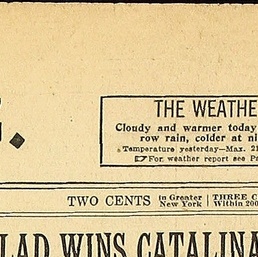 THE WEATHE
Cloudy and warmer today
row rain, colder at ni
Temperature yesterday—Max. 21
☞ For weather report see Pa
TWO CENTS in Greater New York | THREE C
Within 200
LAD WINS CATALINA